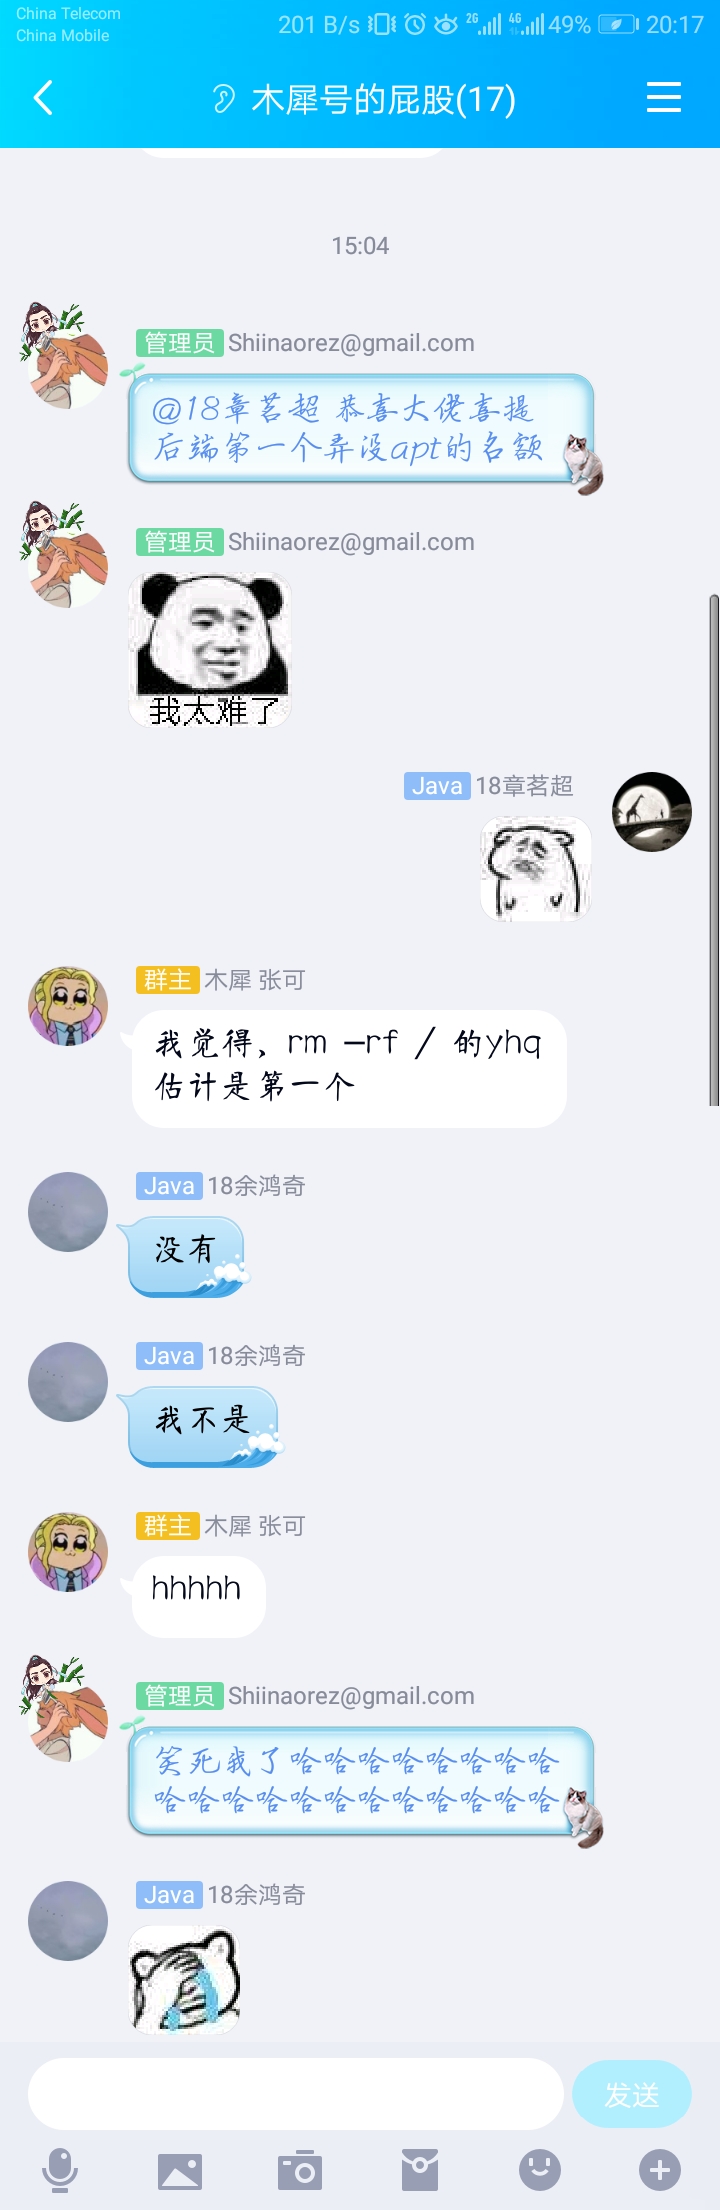 China Telecom
China Mobile
201 B/s 2G 4G 49% 20:17
木犀号的屁股(17)
15:04
管理员 Shiinaorez@gmail.com
@18章茗超 恭喜大佬喜提
后端第一个弄没apt的名额
管理员 Shiinaorez@gmail.com
我太难了
Java 18章茗超
群主 木犀 张可
我觉得，rm -rf / 的yhq
估计是第一个
Java 18余鸿奇
没有
Java 18余鸿奇
我不是
群主 木犀 张可
hhhhh
管理员 Shiinaorez@gmail.com
笑死我了哈哈哈哈哈哈哈哈
哈哈哈哈哈哈哈哈哈哈哈哈
Java 18余鸿奇
发送